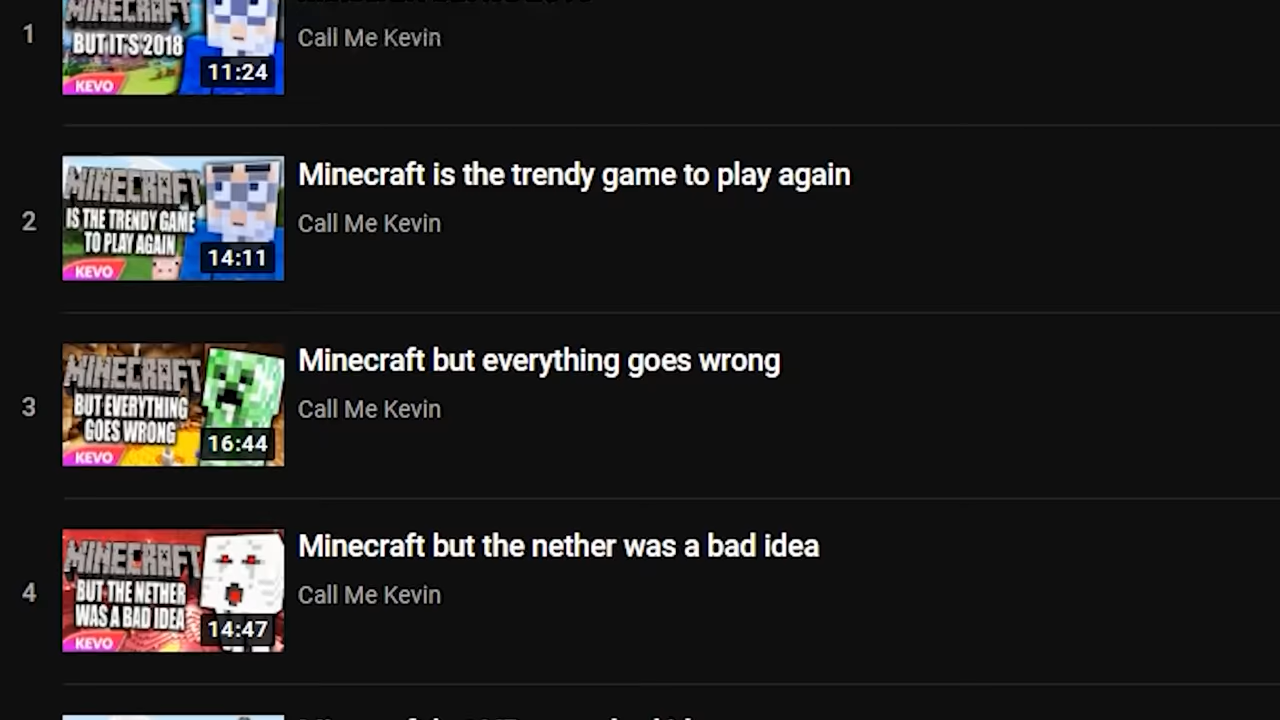 1
MINECRAFT
BUT IT'S 2018
KEVO
11:24
Call Me Kevin
2
MINECRAFT
IS THE TRENDY GAME
TO PLAY AGAIN
KEVO
14:11
Minecraft is the trendy game to play again
Call Me Kevin
3
MINECRAFT
BUT EVERYTHING
GOES WRONG
KEVO
16:44
Minecraft but everything goes wrong
Call Me Kevin
4
MINECRAFT
BUT THE NETHER
WAS A BAD IDEA
KEVO
14:47
Minecraft but the nether was a bad idea
Call Me Kevin